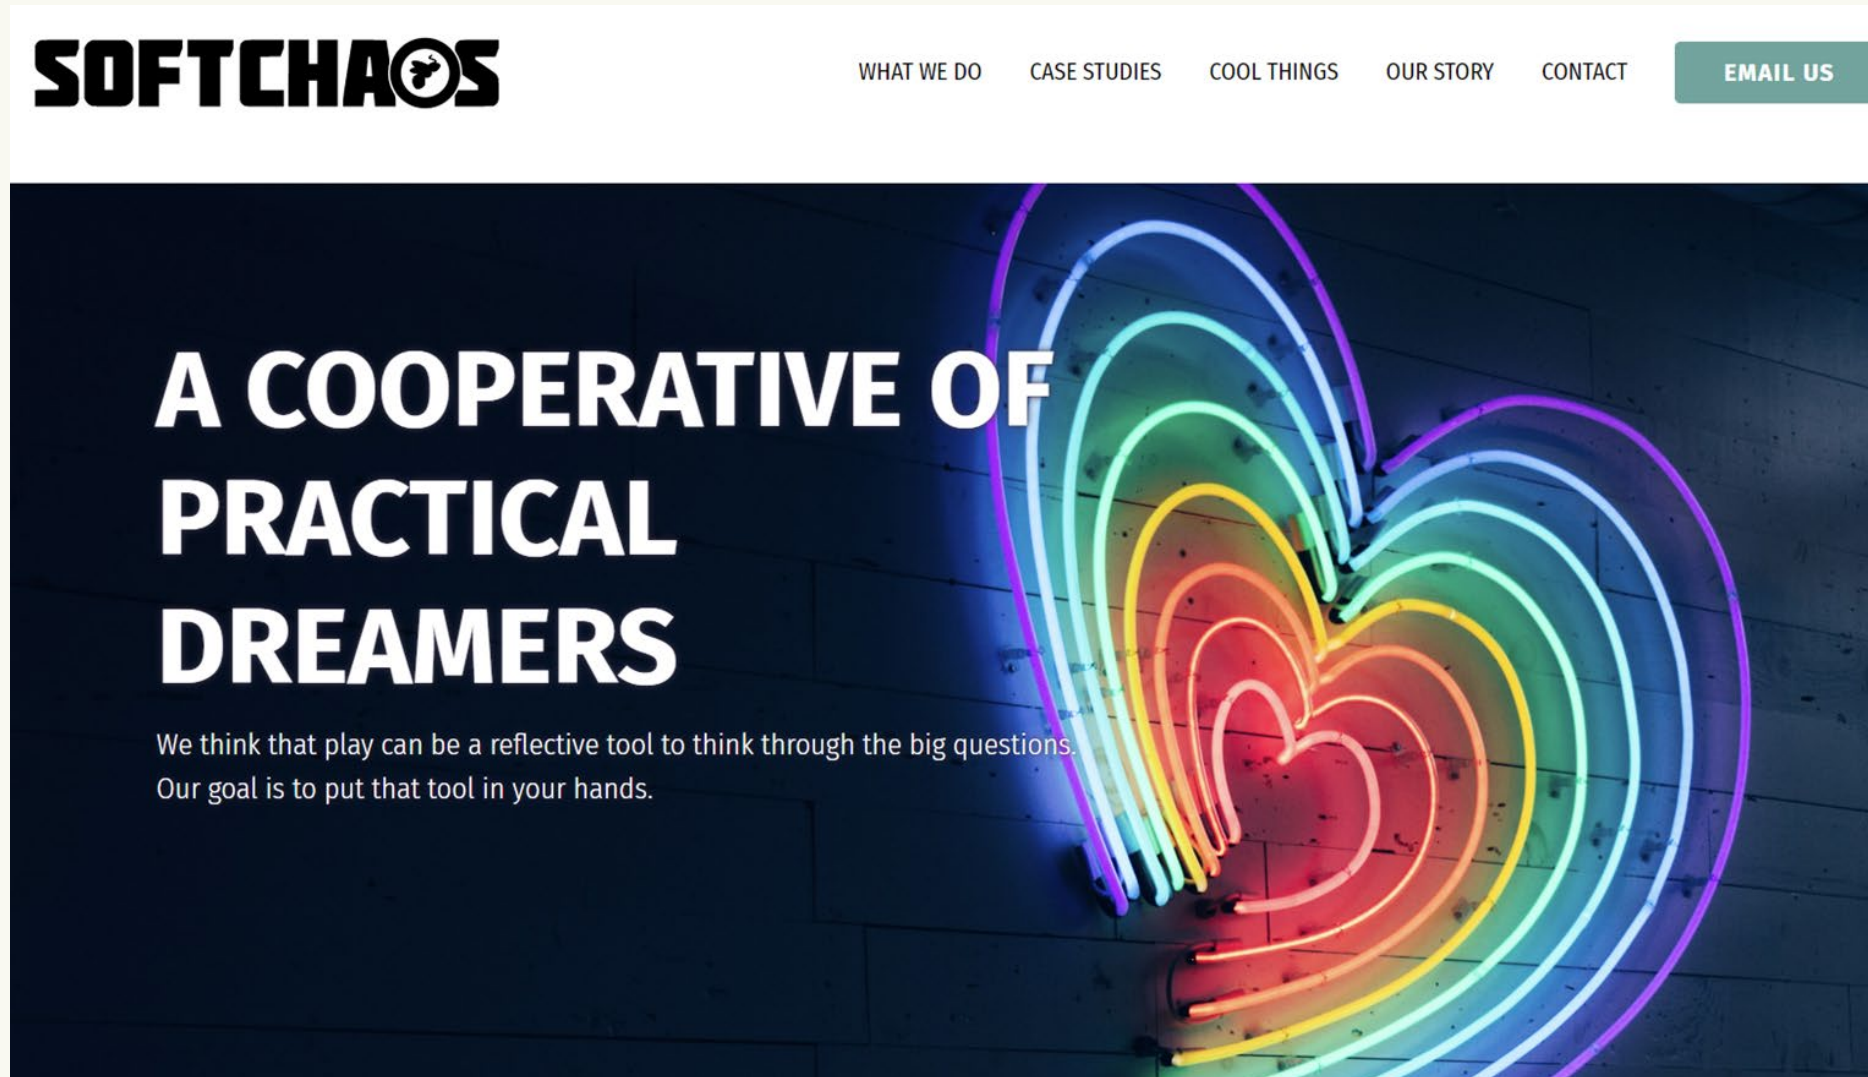 SOFTCHAOS
WHAT WE DO
CASE STUDIES
COOL THINGS
OUR STORY
CONTACT
EMAIL US
A COOPERATIVE OF
PRACTICAL
DREAMERS
We think that play can be a reflective tool to think through the big questions.
Our goal is to put that tool in your hands.